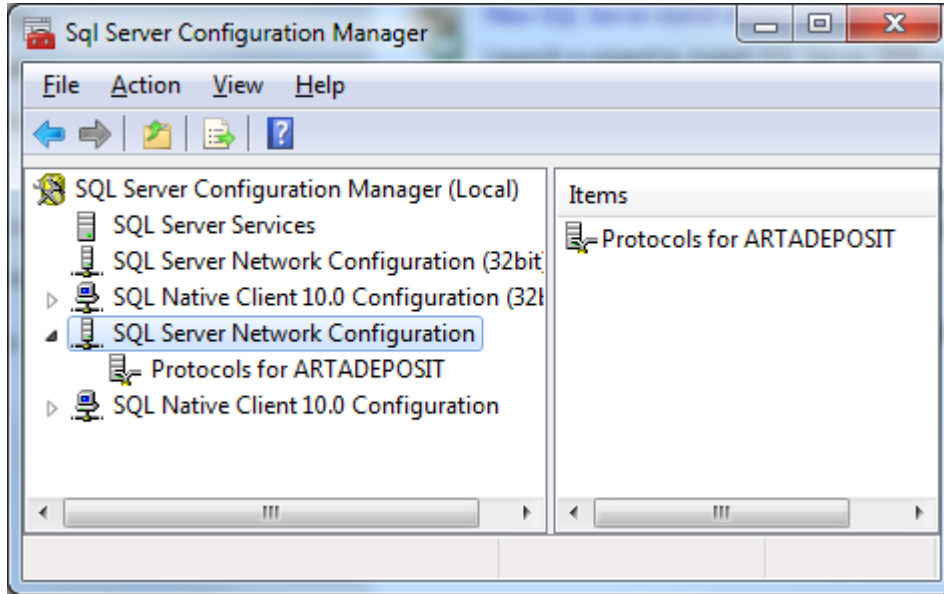 Sql Server Configuration Manager
File Action View Help
SQL Server Configuration Manager (Local)
SQL Server Services
SQL Server Network Configuration (32bit
SQL Native Client 10.0 Configuration (32
SQL Server Network Configuration
Protocols for ARTADEPOSIT
SQL Native Client 10.0 Configuration
Items
Protocols for ARTADEPOSIT